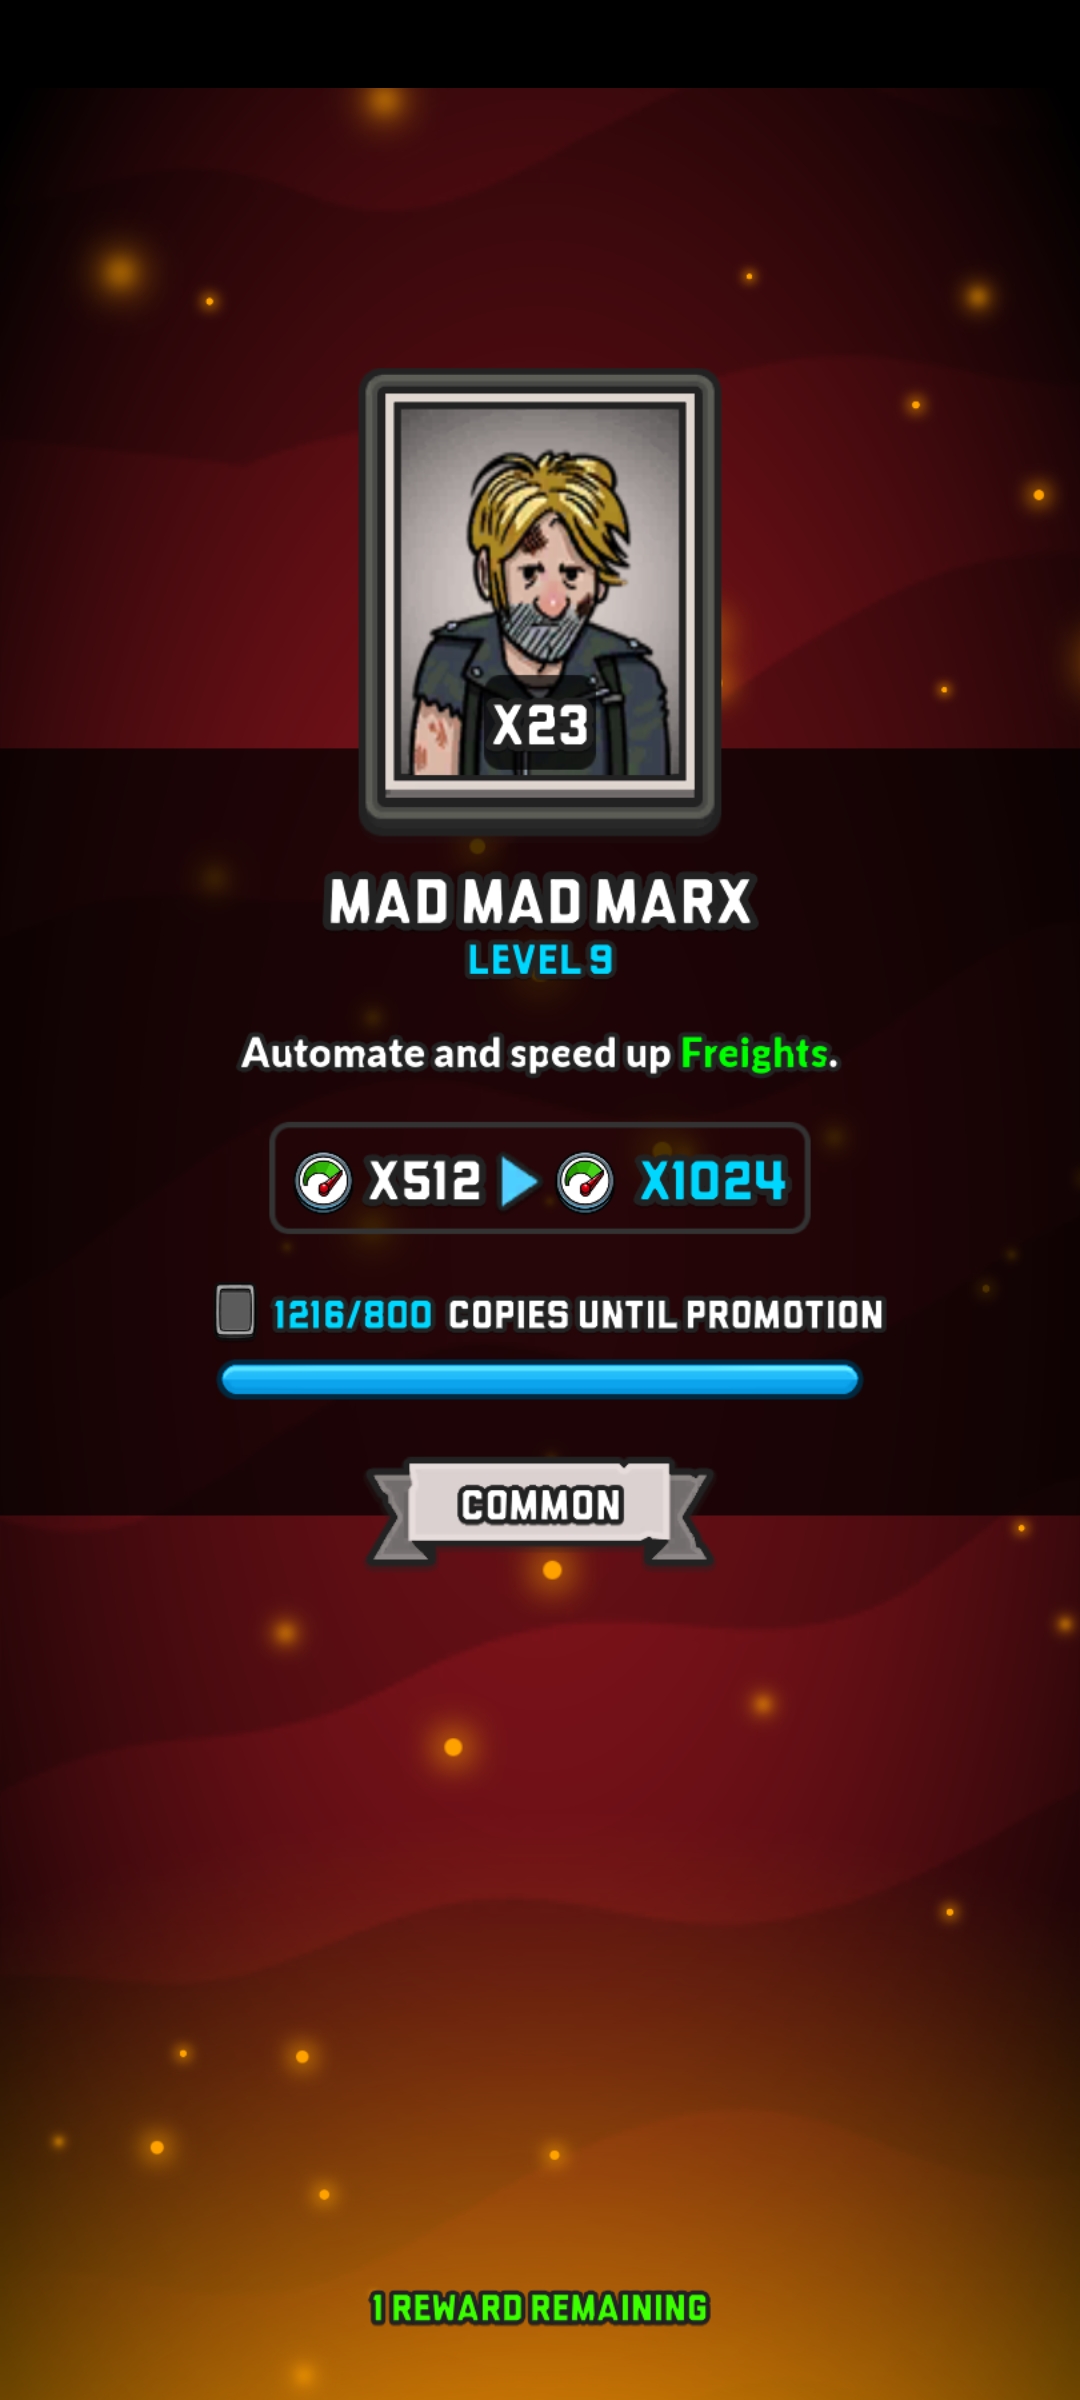 X23
MAD MAD MARX
LEVEL 9
Automate and speed up Freights.
X512 X1024
1216/800 COPIES UNTIL PROMOTION
COMMON
1 REWARD REMAINING